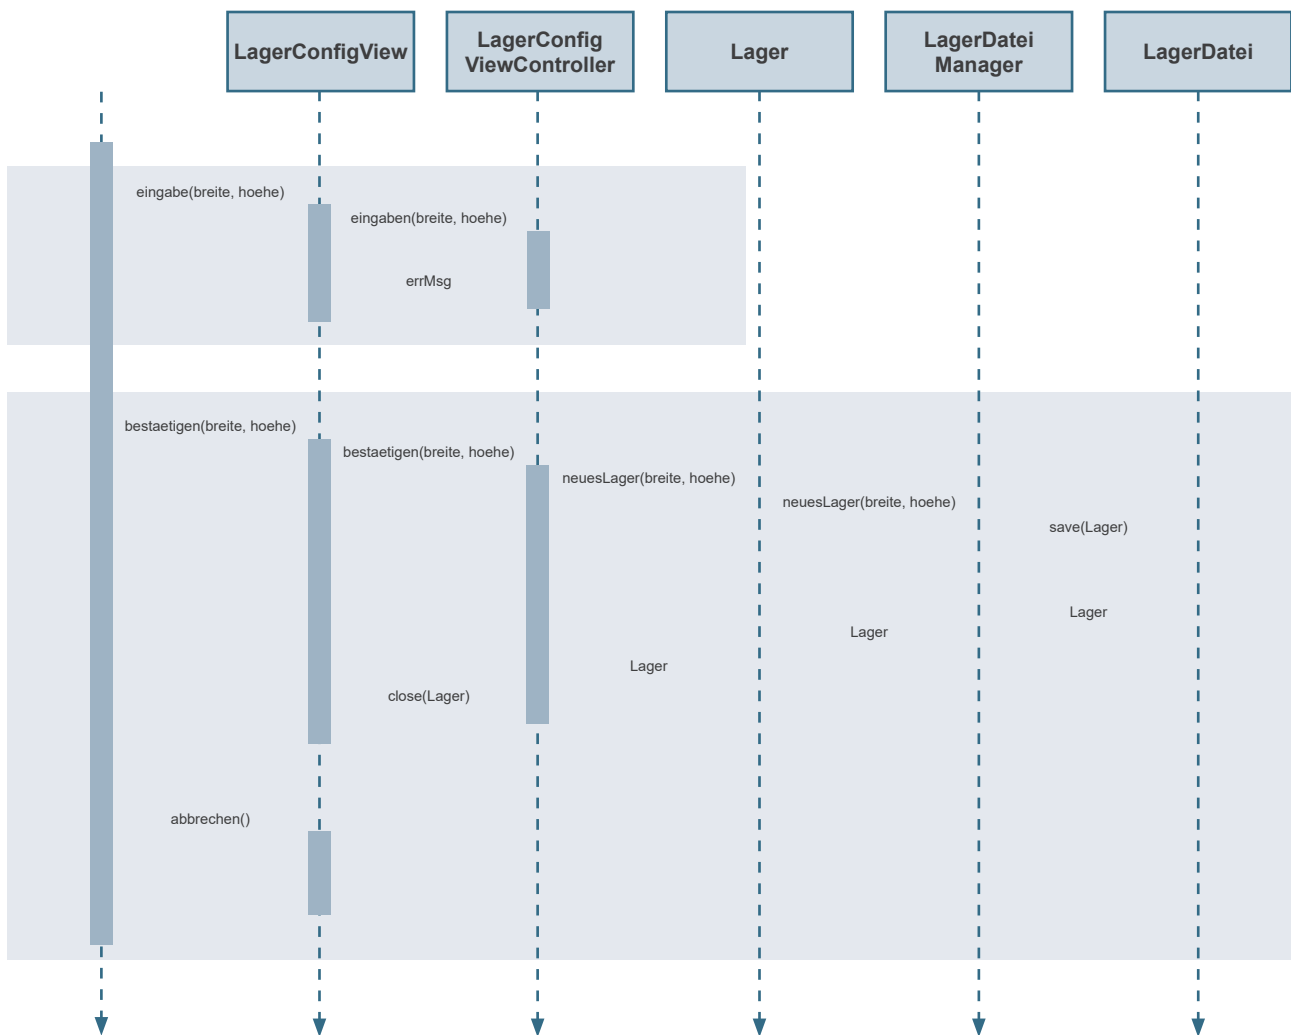 LagerConfigView
LagerConfig
ViewController
Lager
LagerDatei
Manager
LagerDatei
eingabe(breite, hoehe)
eingaben(breite, hoehe)
errMsg
bestaetigen(breite, hoehe)
bestaetigen(breite, hoehe)
neuesLager(breite, hoehe)
neuesLager(breite, hoehe)
save(Lager)
Lager
Lager
Lager
close(Lager)
abbrechen()